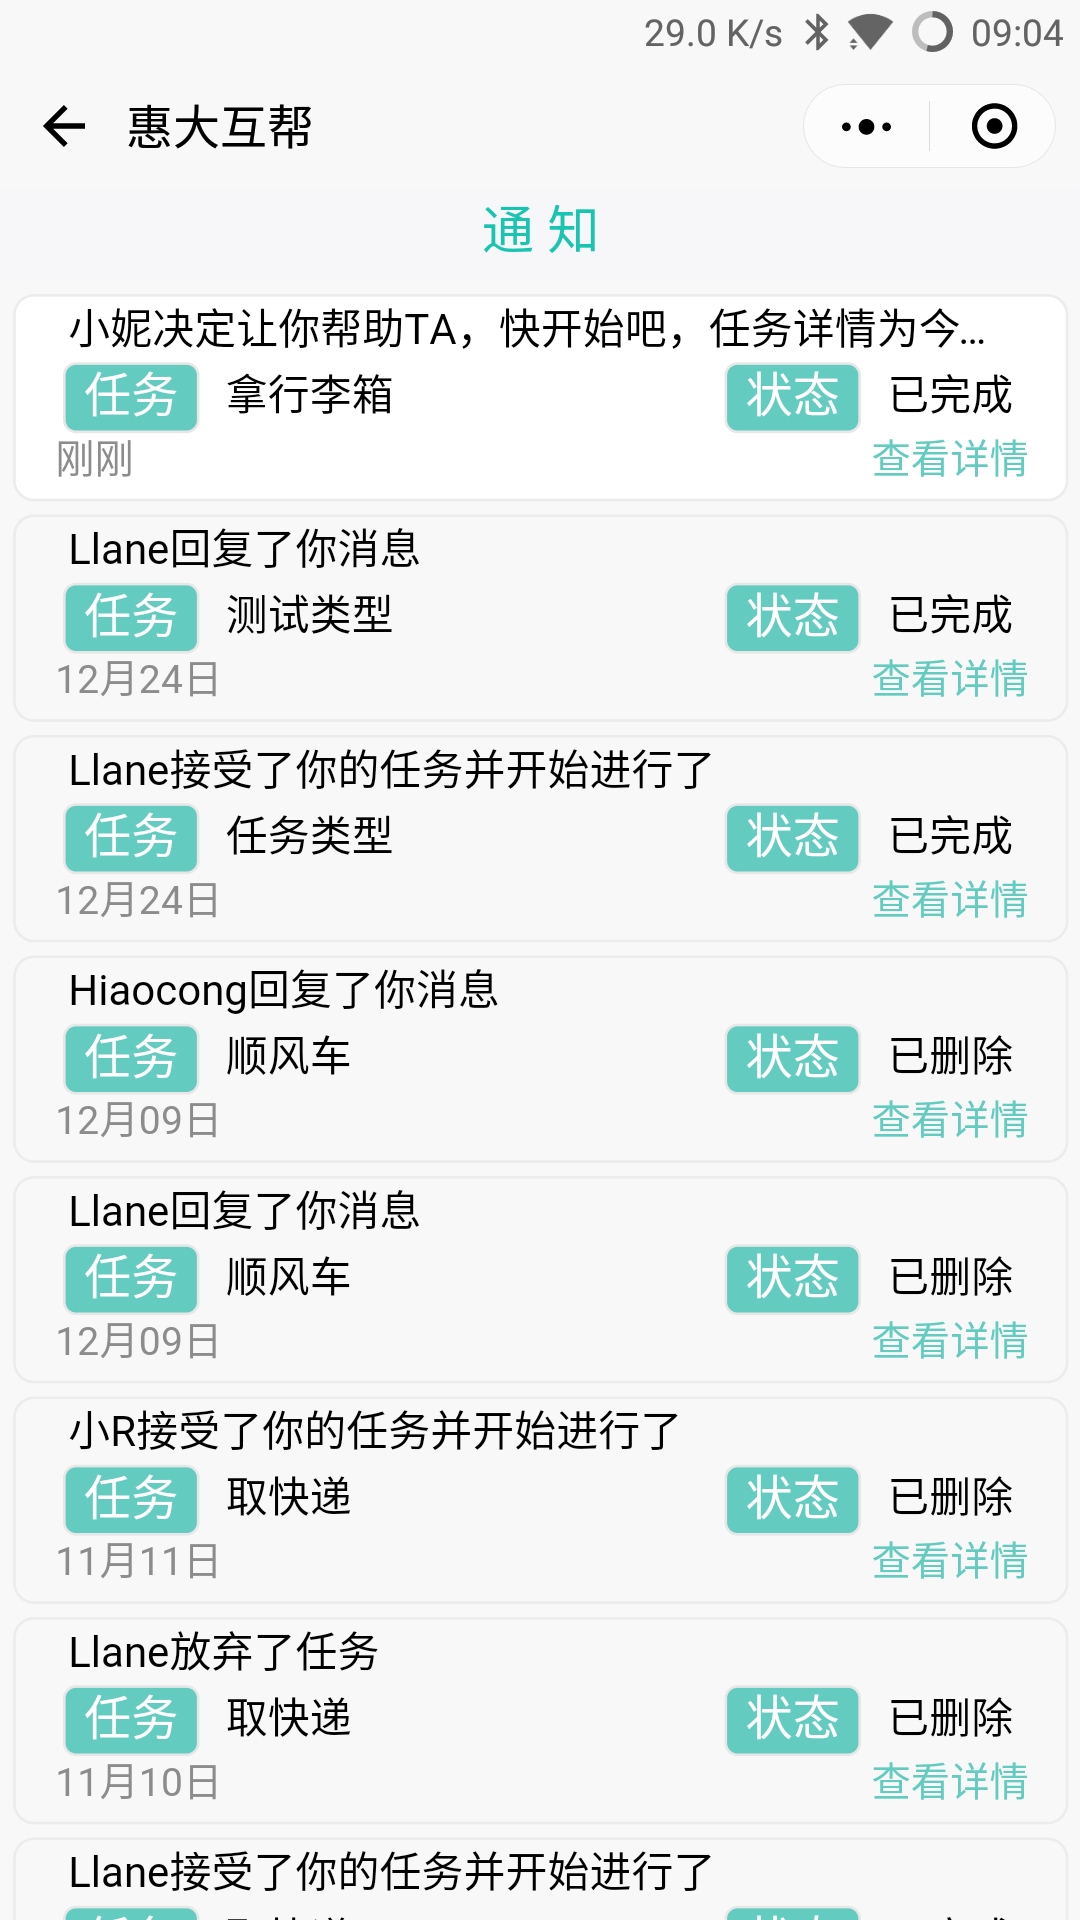 29.0 K/s 09:04
惠大互帮
通 知
小妮决定让你帮助TA，快开始吧，任务详情为今...
任务 拿行李箱 状态 已完成
刚刚 查看详情
Llane回复了你消息
任务 测试类型 状态 已完成
12月24日 查看详情
Llane接受了你的任务并开始进行了
任务 任务类型 状态 已完成
12月24日 查看详情
Hiaocong回复了你消息
任务 顺风车 状态 已删除
12月09日 查看详情
Llane回复了你消息
任务 顺风车 状态 已删除
12月09日 查看详情
小R接受了你的任务并开始进行了
任务 取快递 状态 已删除
11月11日 查看详情
Llane放弃了任务
任务 取快递 状态 已删除
11月10日 查看详情
Llane接受了你的任务并开始进行了